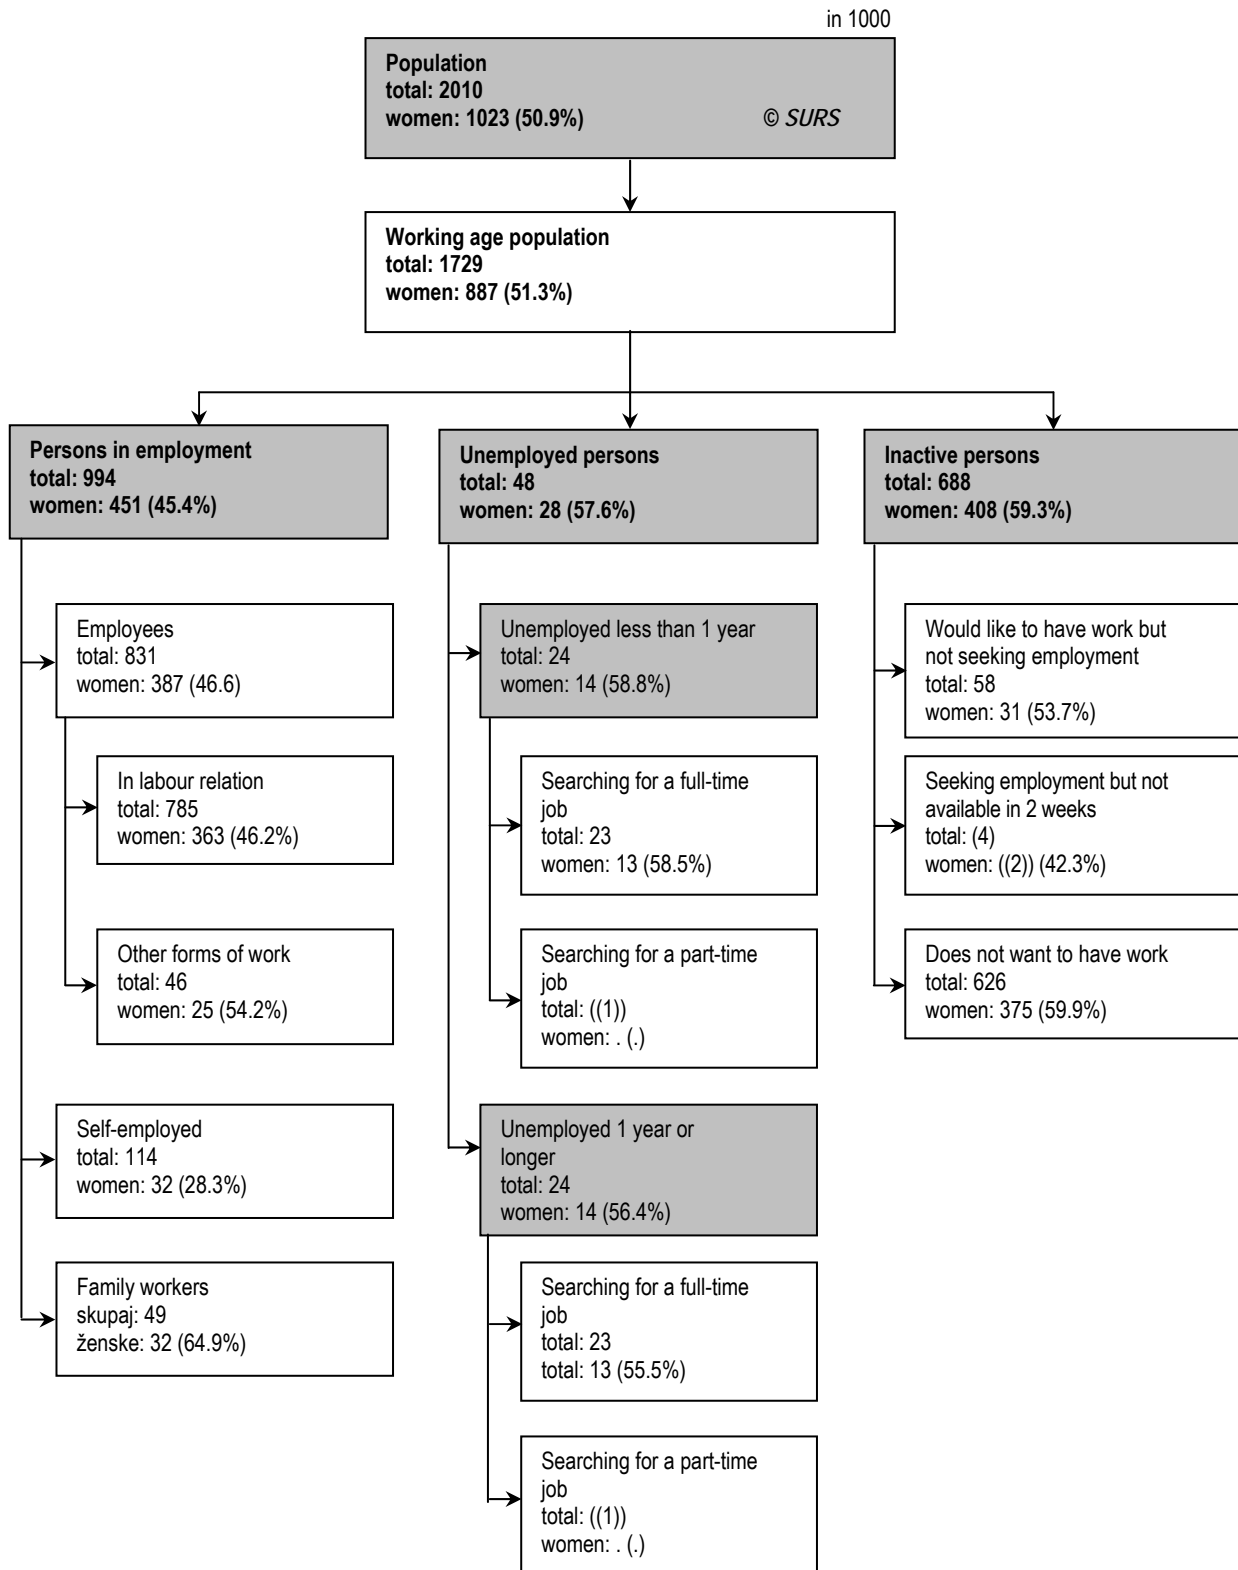 in 1000
Population
total: 2010
women: 1023 (50.9%)
© SURS
Working age population
total: 1729
women: 887 (51.3%)
Persons in employment
total: 994
women: 451 (45.4%)
Employees
total: 831
women: 387 (46.6)
In labour relation
total: 785
women: 363 (46.2%)
Other forms of work
total: 46
women: 25 (54.2%)
Self-employed
total: 114
women: 32 (28.3%)
Family workers
skupaj: 49
ženske: 32 (64.9%)
Unemployed persons
total: 48
women: 28 (57.6%)
Unemployed less than 1 year
total: 24
women: 14 (58.8%)
Searching for a full-time
job
total: 23
women: 13 (58.5%)
Searching for a part-time
job
total: ((1))
women: . (.)
Unemployed 1 year or
longer
total: 24
women: 14 (56.4%)
Searching for a full-time
job
total: 23
total: 13 (55.5%)
Searching for a part-time
job
total: ((1))
women: . (.)
Inactive persons
total: 688
women: 408 (59.3%)
Would like to have work but
not seeking employment
total: 58
women: 31 (53.7%)
Seeking employment but not
available in 2 weeks
total: (4)
women: ((2)) (42.3%)
Does not want to have work
total: 626
women: 375 (59.9%)